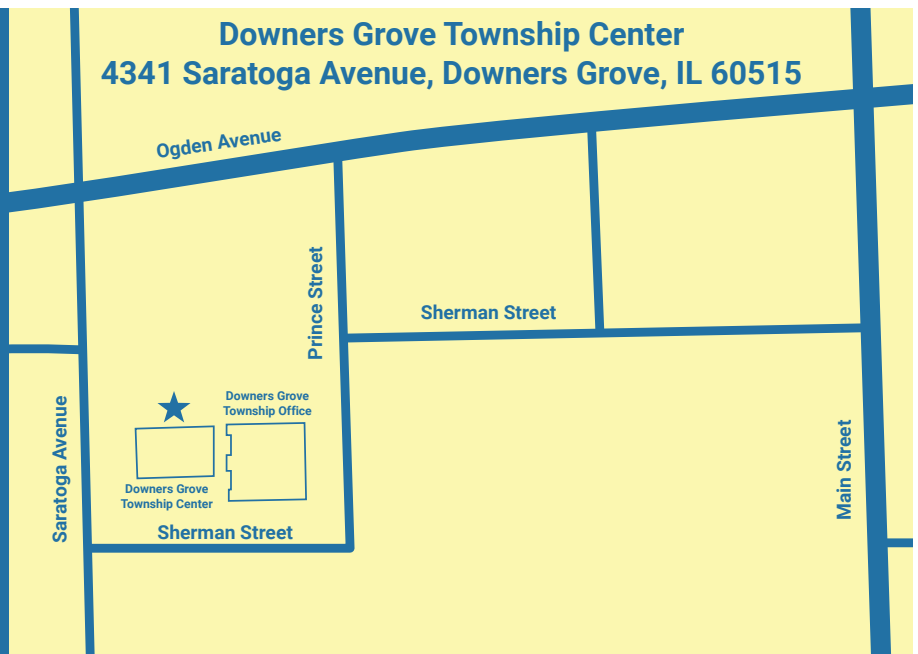 Downers Grove Township Center
4341 Saratoga Avenue, Downers Grove, IL 60515
Ogden Avenue
Prince Street
Sherman Street
Downers Grove
Township Office
Saratoga Avenue
Main Street
Downers Grove
Township Center
Sherman Street